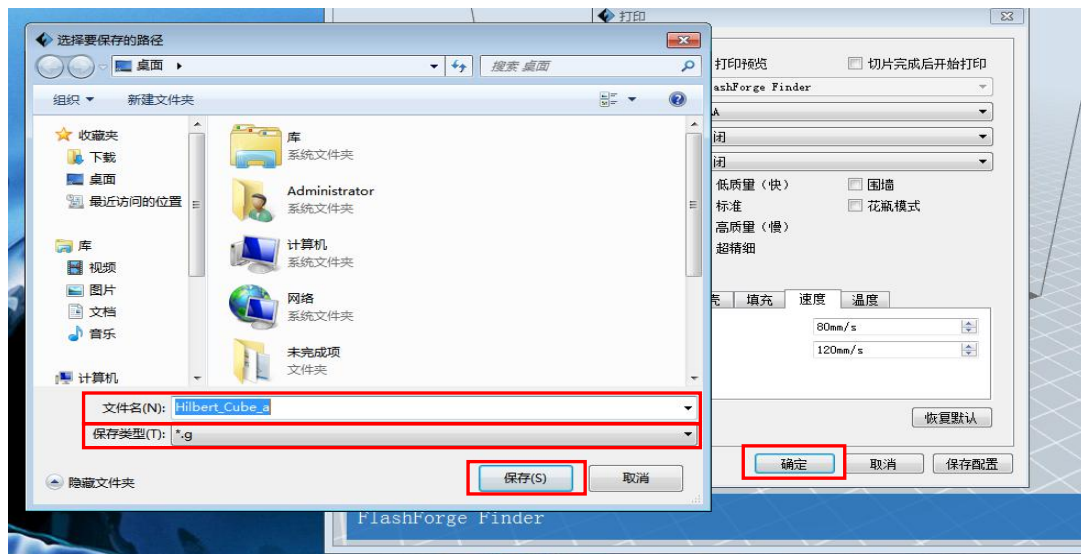 打印
选择要保存的路径
桌面
搜索 桌面
组织
新建文件夹
收藏夹
下载
桌面
最近访问的位置
库
视频
图片
文档
音乐
计算机
库
系统文件夹
Administrator
系统文件夹
计算机
系统文件夹
网络
系统文件夹
未完成项
文件夹
文件名(N): Hilbert_Cube_a
保存类型(T): *.g
隐藏文件夹
保存(S)
取消
打印预览
切片完成后开始打印
ashForge Finder
闭
闭
低质量（快）
围墙
标准
花瓶模式
高质量（慢）
超精细
填充
速度
温度
80mm/s
120mm/s
恢复默认
确定
取消
保存配置
FlashForge Finder